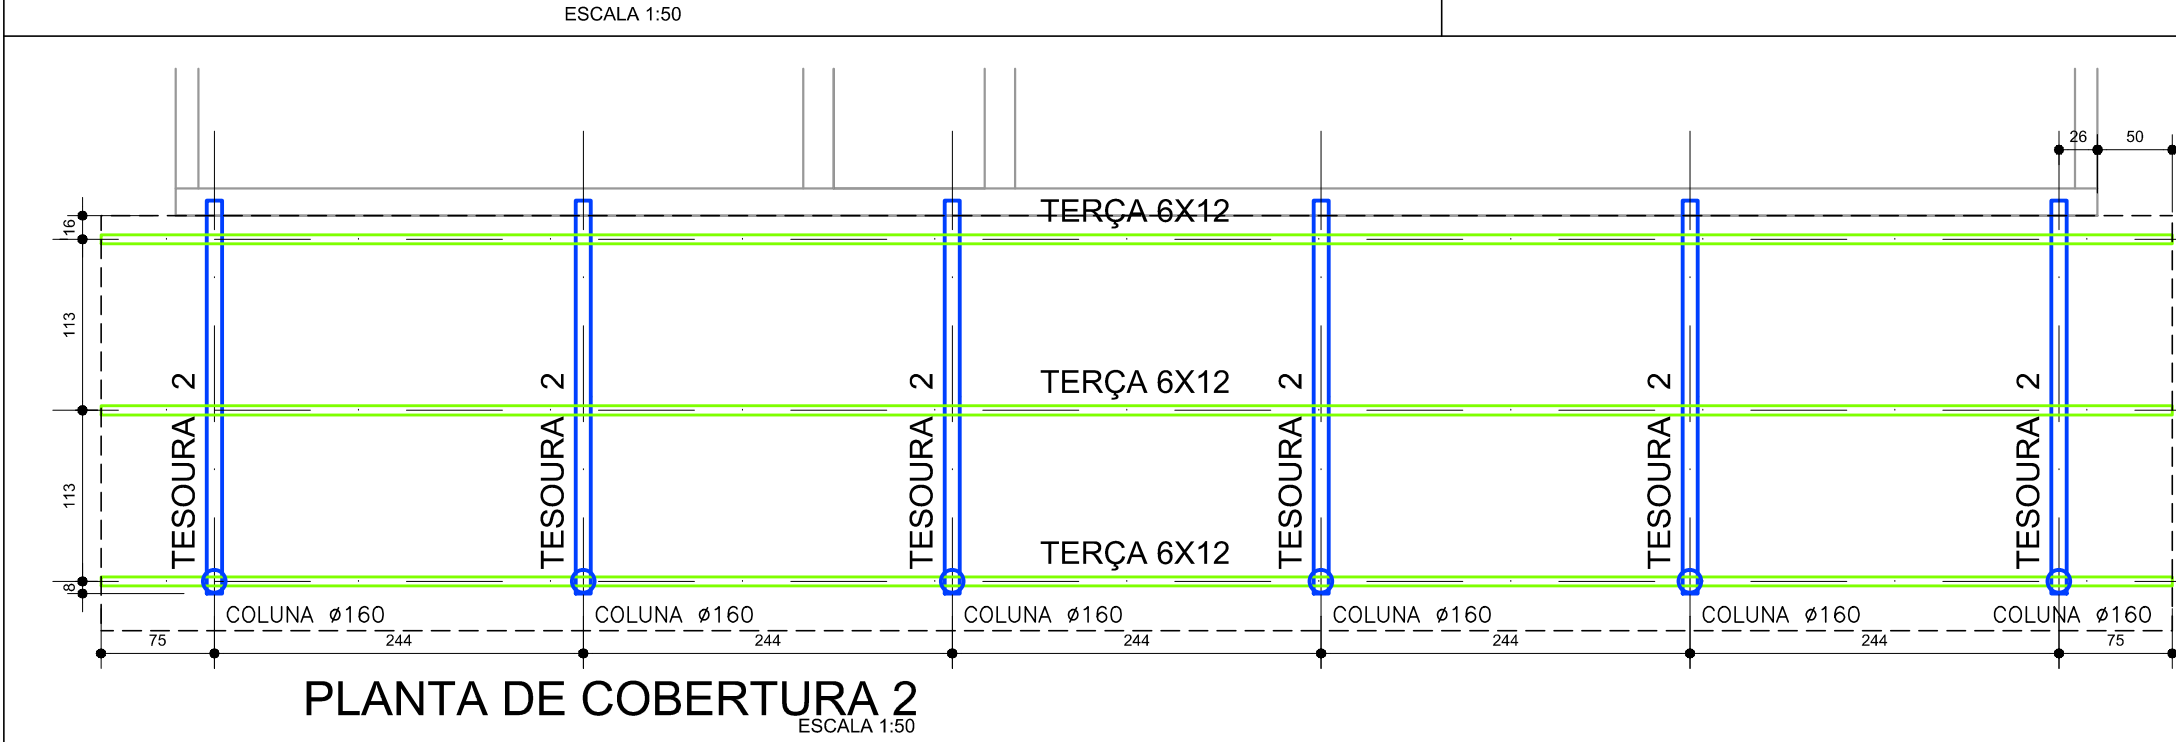 ESCALA 1:50
26
50
TERÇA 6X12
16
113
TERÇA 6X12
TESOURA 2
TESOURA 2
TESOURA 2
TESOURA 2
TESOURA 2
TESOURA 2
113
TERÇA 6X12
8
COLUNA ø160
COLUNA ø160
COLUNA ø160
COLUNA ø160
COLUNA ø160
COLUNA ø160
75
244
244
244
244
244
75
PLANTA DE COBERTURA 2
ESCALA 1:50